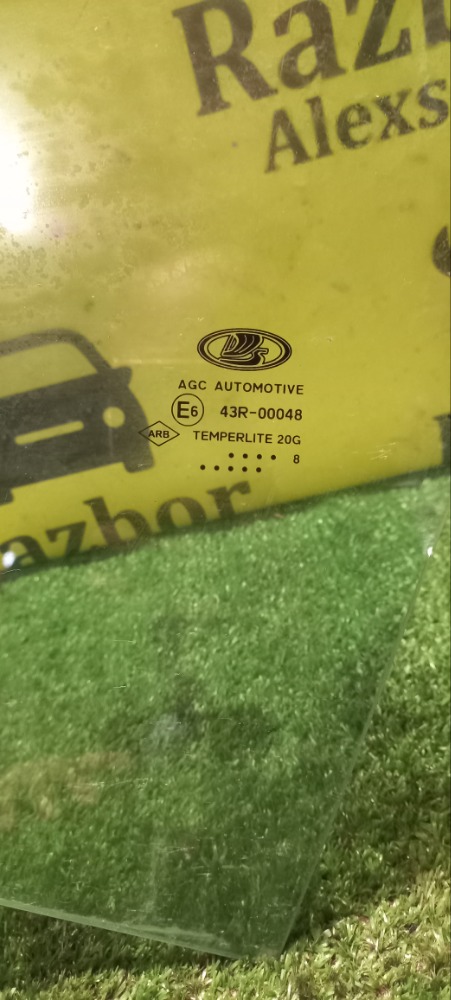 Raz
Alexs
AGC AUTOMOTIVE
E6 43R-00048
ARB TEMPERLITE 20G
.... 8
.....
azbor